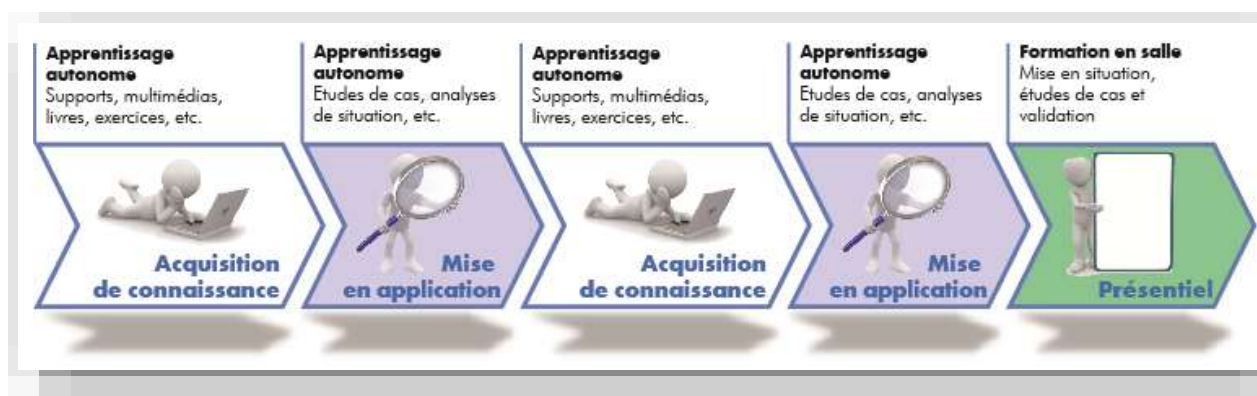 Apprentissage
autonome
Supports, multimédias,
livres, exercices, etc.
Acquisition
de connaissance
Apprentissage
autonome
Etudes de cas, analyses
de situation, etc.
Mise
en application
Apprentissage
autonome
Supports, multimédias,
livres, exercices, etc.
Acquisition
de connaissance
Apprentissage
autonome
Etudes de cas, analyses
de situation, etc.
Mise
en application
Formation en salle
Mise en situation,
études de cas et
validation
Présentiel